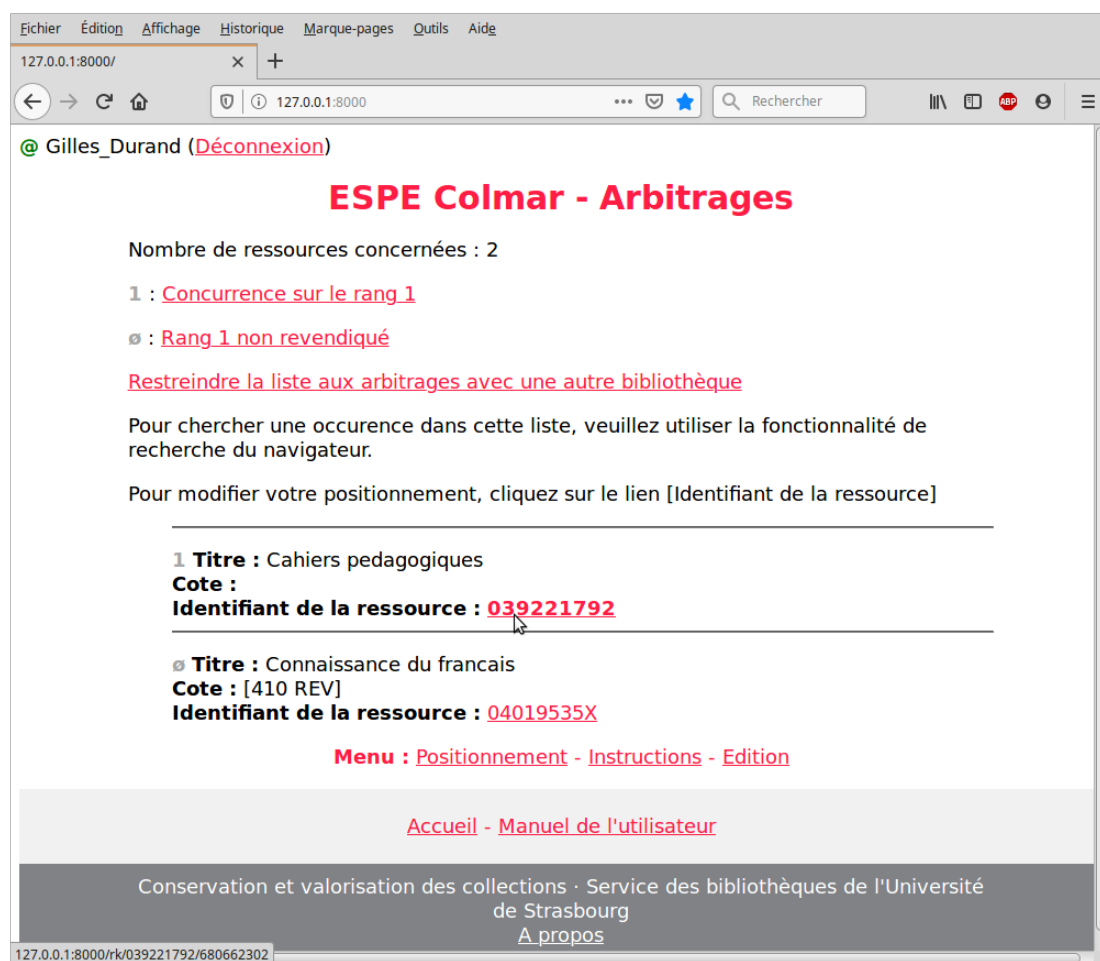 Fichier Édition Affichage Historique Marque-pages Outils Aide
127.0.0.1:8000/
127.0.0.1:8000 Rechercher
ABP
@ Gilles_Durand (Déconnexion)
ESPE Colmar - Arbitrages
Nombre de ressources concernées : 2
1 : Concurrence sur le rang 1
ø : Rang 1 non revendiqué
Restreindre la liste aux arbitrages avec une autre bibliothèque
Pour chercher une occurence dans cette liste, veuillez utiliser la fonctionnalité de
recherche du navigateur.
Pour modifier votre positionnement, cliquez sur le lien [Identifiant de la ressource]
1 Titre : Cahiers pedagogiques
Cote :
Identifiant de la ressource : 039221792
ø Titre : Connaissance du francais
Cote : [410 REV]
Identifiant de la ressource : 04019535X
Menu : Positionnement - Instructions - Edition
Accueil - Manuel de l'utilisateur
Conservation et valorisation des collections · Service des bibliothèques de l'Université
de Strasbourg
A propos
127.0.0.1:8000/rk/039221792/680662302